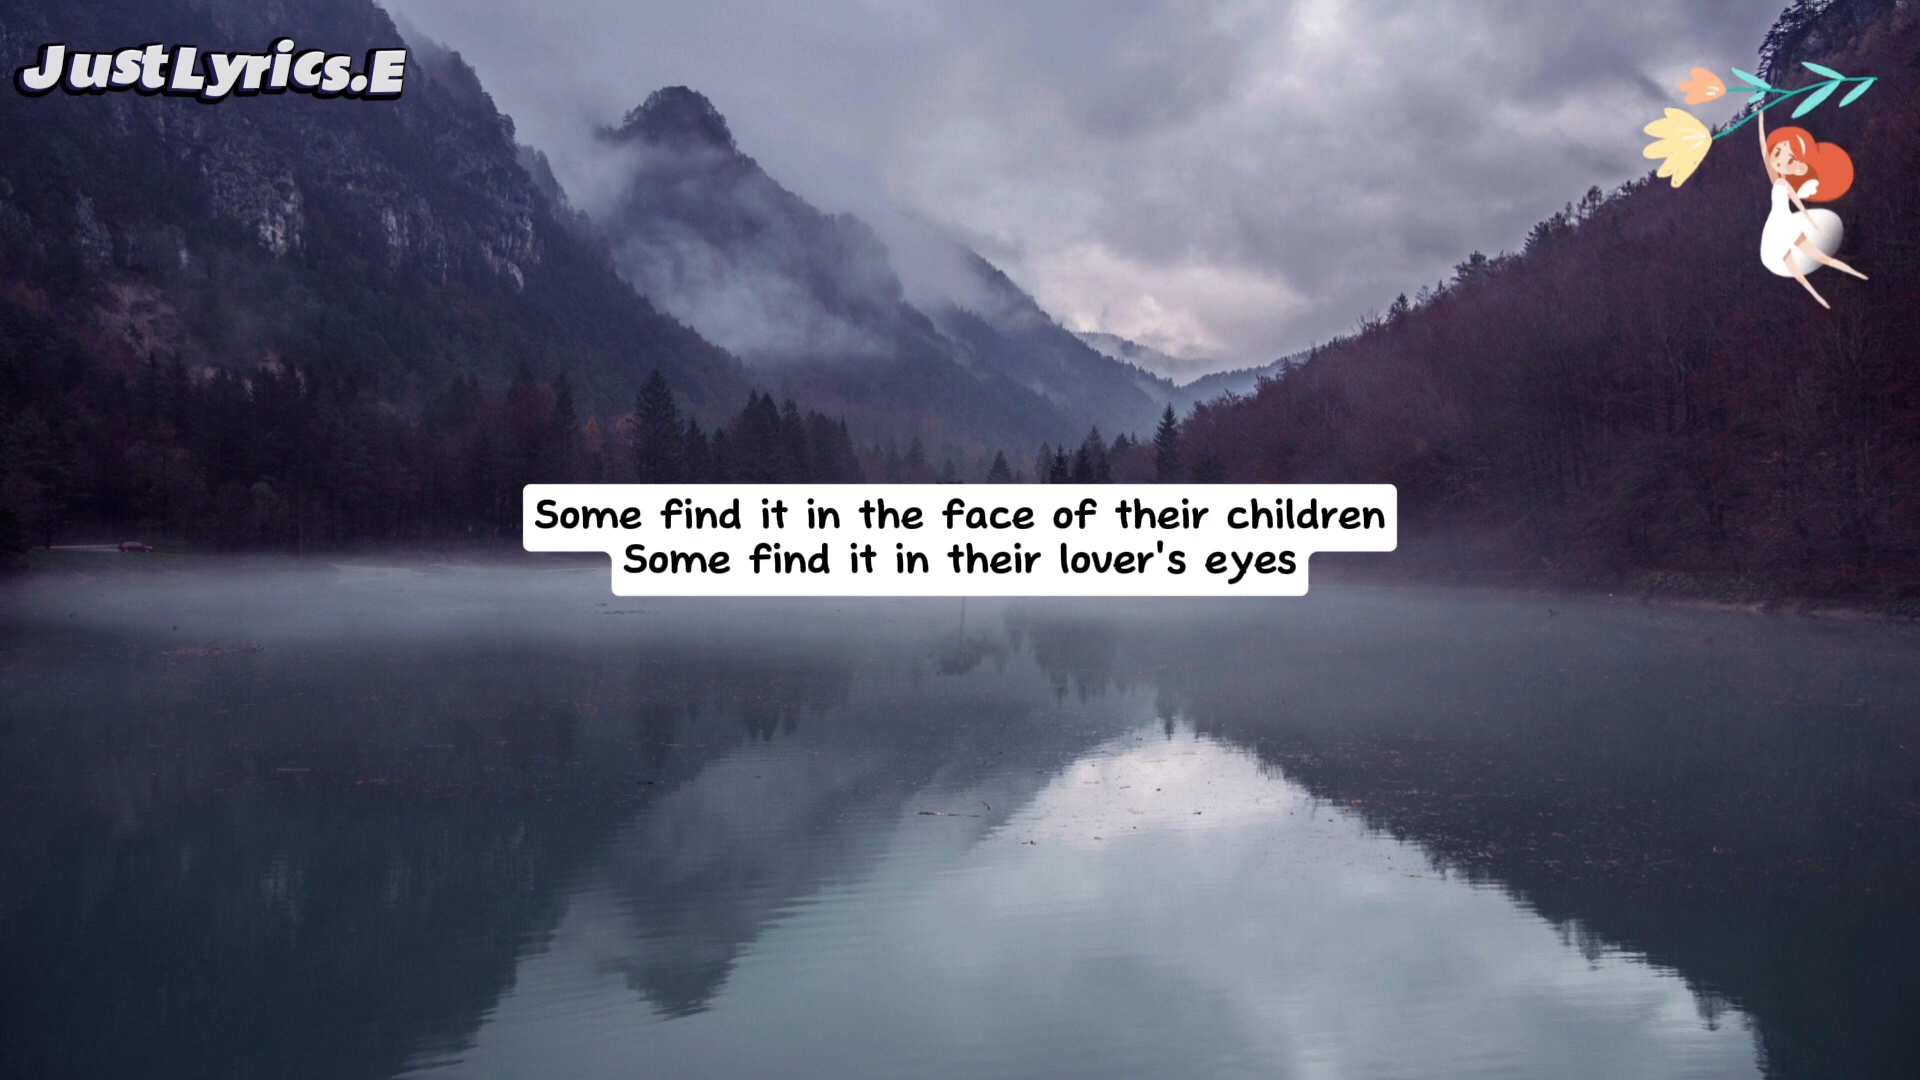 JustLyrics.E
Some find it in the face of their children
Some find it in their lover's eyes